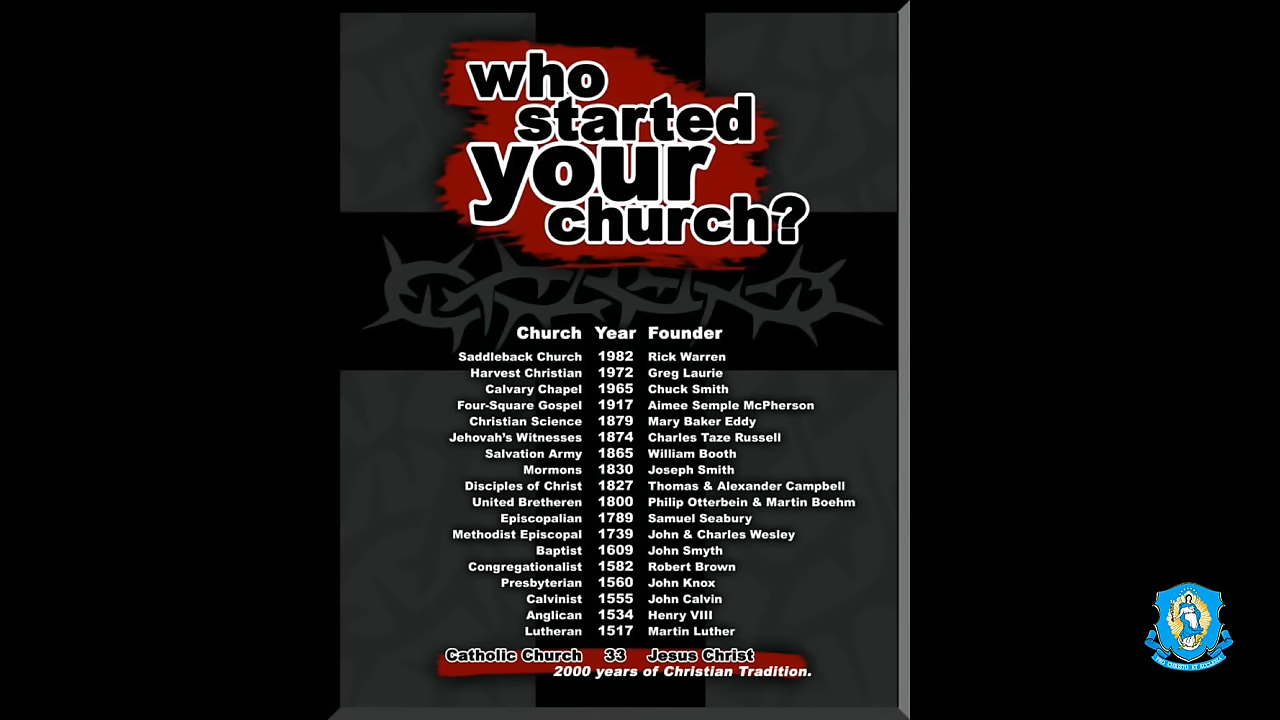 who
started
your
church?
Church Year Founder
Saddleback Church 1982 Rick Warren
Harvest Christian 1972 Greg Laurie
Calvary Chapel 1965 Chuck Smith
Four-Square Gospel 1917 Aimee Semple McPherson
Christian Science 1879 Mary Baker Eddy
Jehovah's Witnesses 1874 Charles Taze Russell
Salvation Army 1865 William Booth
Mormons 1830 Joseph Smith
Disciples of Christ 1827 Thomas & Alexander Campbell
United Bretheren 1800 Philip Otterbein & Martin Boehm
Episcopalian 1789 Samuel Seabury
Methodist Episcopal 1739 John & Charles Wesley
Baptist 1609 John Smyth
Congregationalist 1582 Robert Brown
Presbyterian 1560 John Knox
Calvinist 1555 John Calvin
Anglican 1534 Henry VIII
Lutheran 1517 Martin Luther
Catholic Church 33 Jesus Christ
2000 years of Christian Tradition.
PRO CHRISTO ET ECCLESIA